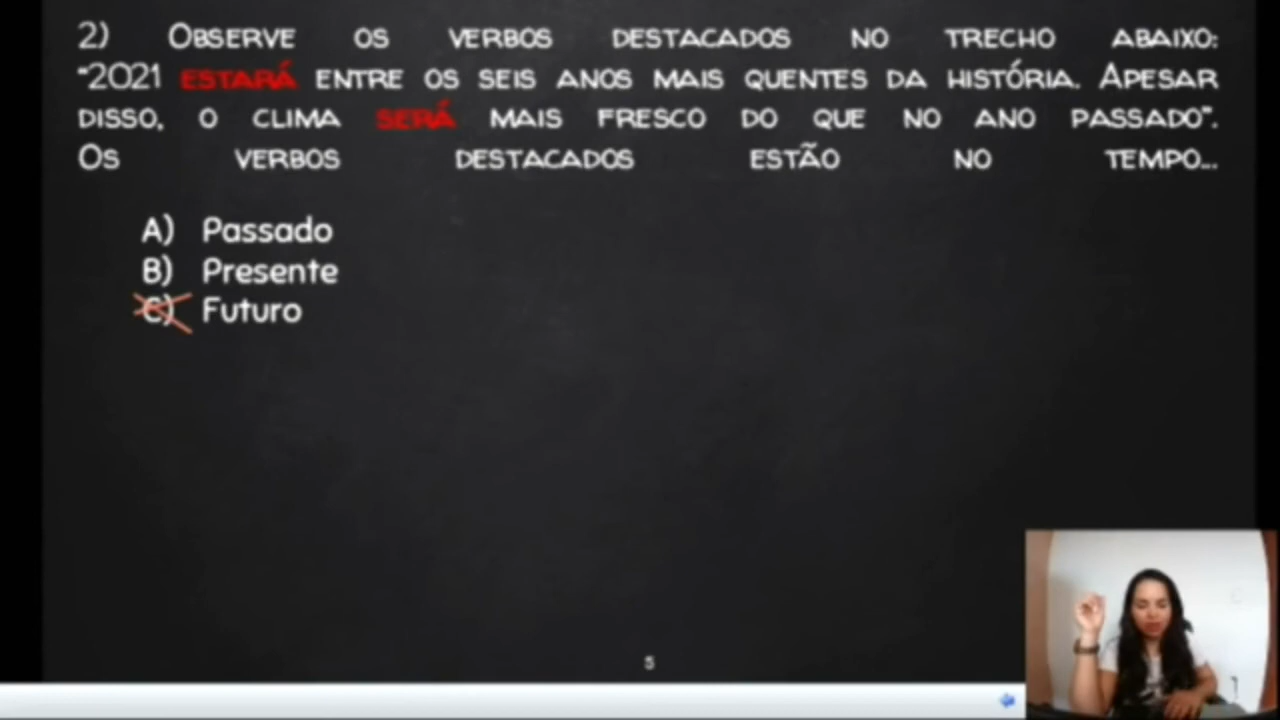 2) OBSERVE OS VERBOS DESTACADOS NO TRECHO ABAIXO:
"2021 ESTARÁ ENTRE OS SEIS ANOS MAIS QUENTES DA HISTÓRIA. APESAR
DISSO, O CLIMA SERÁ MAIS FRESCO DO QUE NO ANO PASSADO".
OS VERBOS DESTACADOS ESTÃO NO TEMPO...
A) Passado
B) Presente
C) Futuro
5